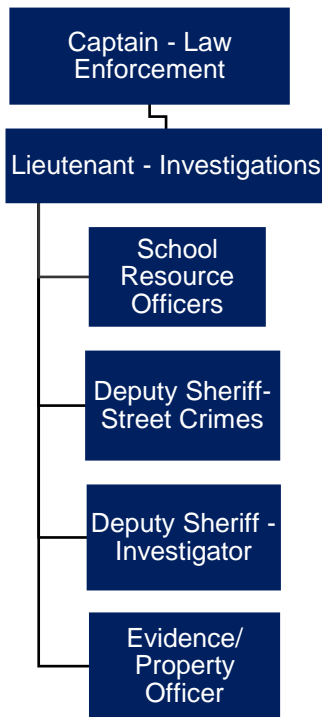 Captain - Law
Enforcement
Lieutenant - Investigations
School
Resource
Officers
Deputy Sheriff-
Street Crimes
Deputy Sheriff -
Investigator
Evidence/
Property
Officer